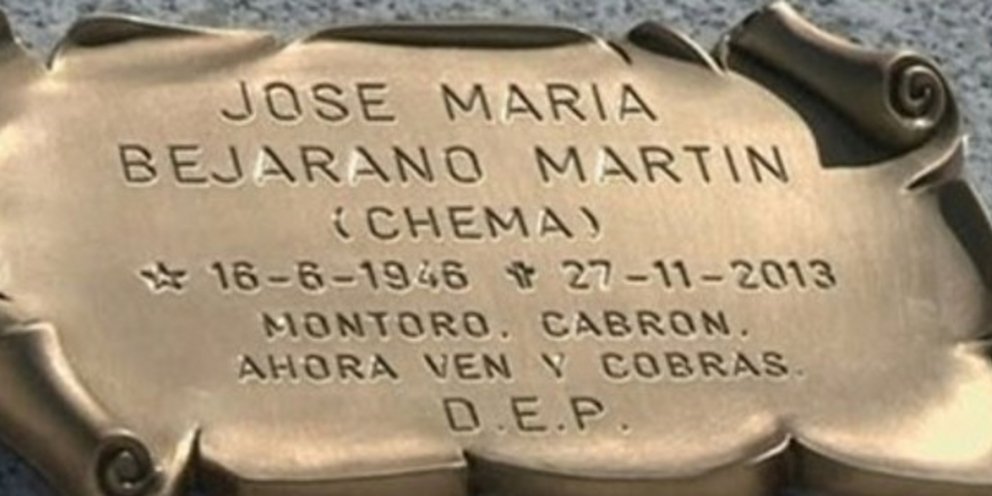 JOSE MARIA
BEJARANO MARTIN
(CHEMA)
☆ 16-6-1946 ✝ 27-11-2013
MONTORO. CABRON.
AHORA VEN Y COBRAS.
D.E.P.